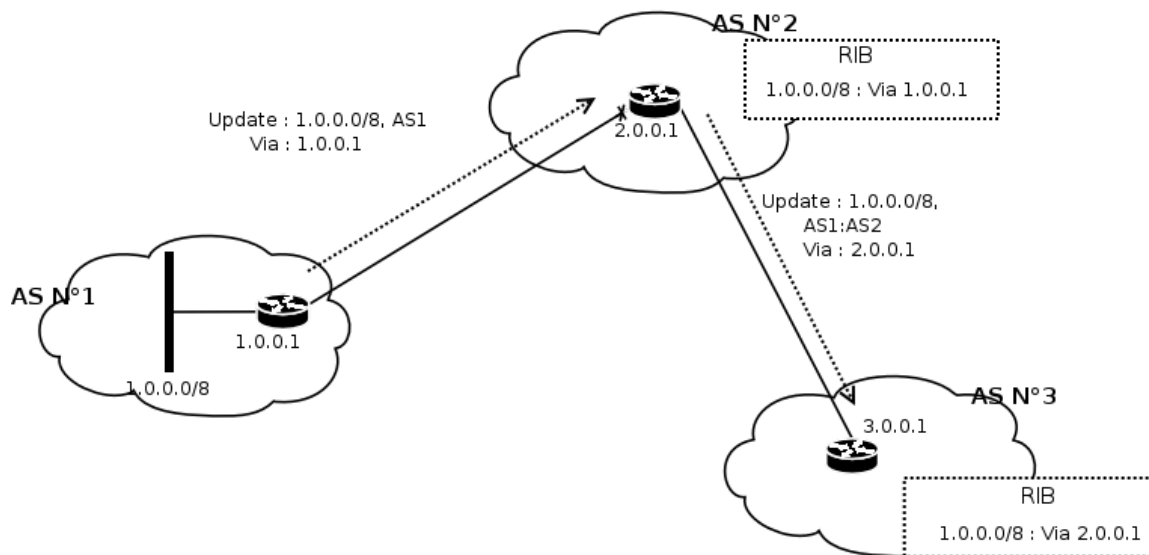 AS N°2
RIB
1.0.0.0/8 : Via 1.0.0.1
2.0.0.1
Update : 1.0.0.0/8, AS1
Via : 1.0.0.1
Update : 1.0.0.0/8,
AS1:AS2
Via : 2.0.0.1
AS N°1
1.0.0.1
1.0.0.0/8
AS N°3
3.0.0.1
RIB
1.0.0.0/8 : Via 2.0.0.1